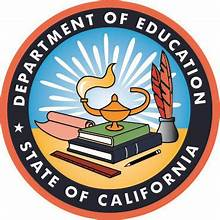 DEPARTMENT OF EDUCATION
STATE OF CALIFORNIA